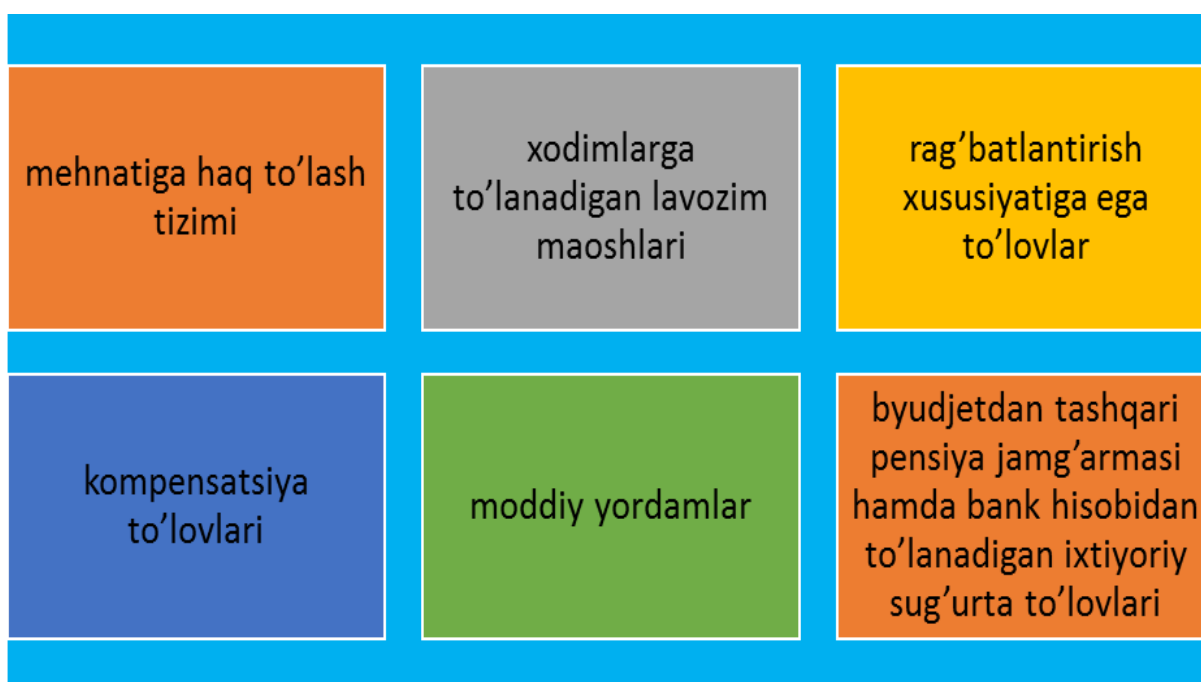 mehnatiga haq to’lash
tizimi
xodimlarga
to’lanadigan lavozim
maoshlari
rag’batlantirish
xususiyatiga ega
to’lovlar
kompensatsiya
to’lovlari
moddiy yordamlar
byudjetdan tashqari
pensiya jamg’armasi
hamda bank hisobidan
to’lanadigan ixtiyoriy
sug’urta to’lovlari